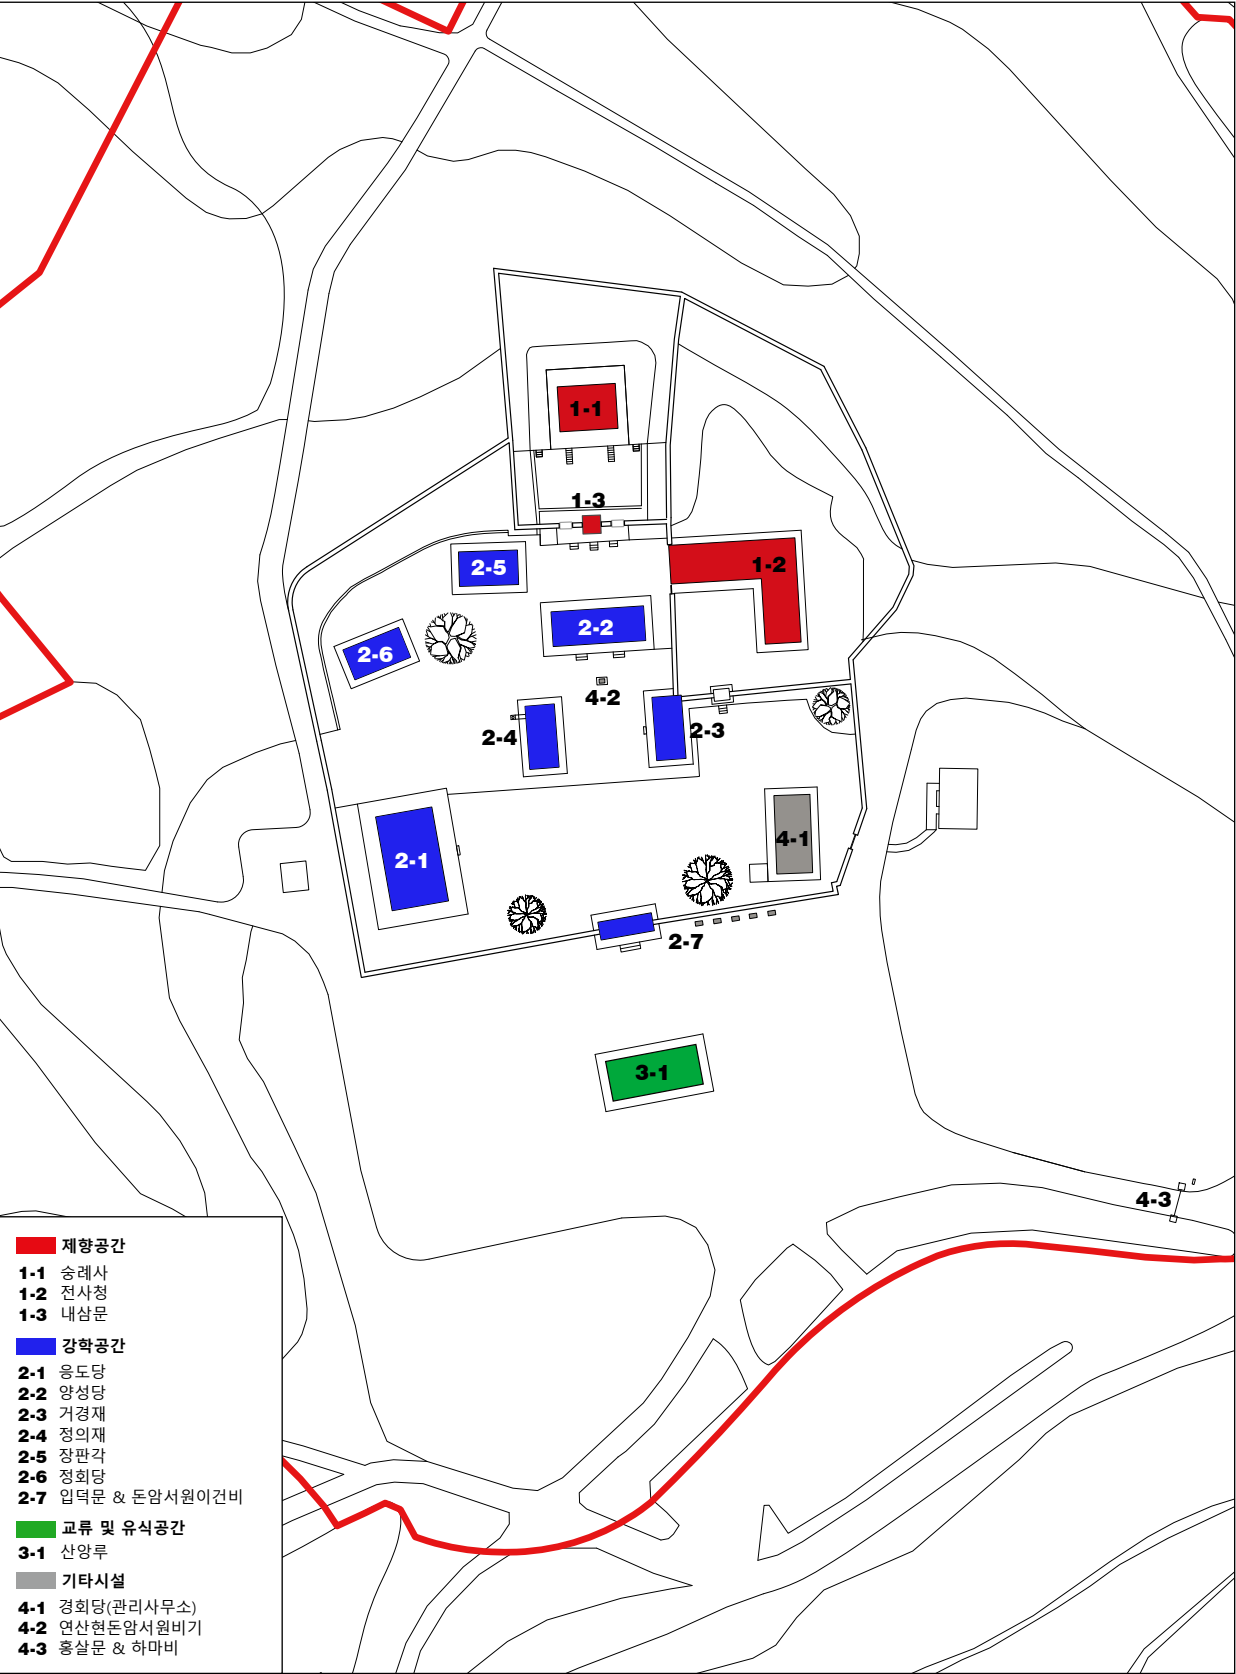 1-1
1-3
1-2
2-5
2-2
2-6
4-2
2-3
2-4
4-1
2-1
2-7
3-1
4-3
제향공간
1-1 숭례사
1-2 전사청
1-3 내삼문
강학공간
2-1 응도당
2-2 양성당
2-3 거경재
2-4 정의재
2-5 장판각
2-6 정회당
2-7 입덕문 & 돈암서원이건비
교류 및 유식공간
3-1 산앙루
기타시설
4-1 경회당(관리사무소)
4-2 연산현돈암서원비기
4-3 홍살문 & 하마비